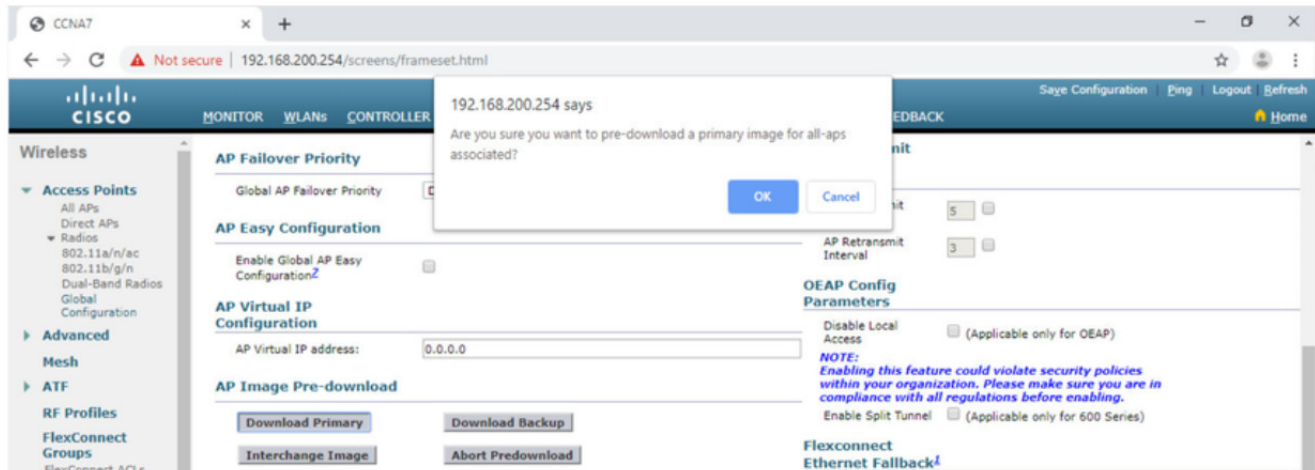 CCNA7
Not secure | 192.168.200.254/screens/frameset.html
192.168.200.254 says
Are you sure you want to pre-download a primary image for all-aps
associated?
OK
Cancel
Save Configuration | Ping | Logout | Refresh
CISCO
MONITOR WLANs CONTROLLER
Home
Wireless
Access Points
All APs
Direct APs
Radios
802.11a/n/ac
802.11b/g/n
Dual-Band Radios
Global
Configuration
Advanced
Mesh
ATF
RF Profiles
FlexConnect
Groups
FlexConnect ACLs
AP Failover Priority
Global AP Failover Priority
AP Easy Configuration
Enable Global AP Easy
Configuration2
AP Virtual IP
Configuration
AP Virtual IP address: 0.0.0.0
AP Image Pre-download
Download Primary Download Backup
Interchange Image Abort Predownload
5
AP Retransmit
Interval 3
OEAP Config
Parameters
Disable Local
Access (Applicable only for OEAP)
NOTE:
Enabling this feature could violate security policies
within your organization. Please make sure you are in
compliance with all regulations before enabling.
Enable Split Tunnel (Applicable only for 600 Series)
Flexconnect
Ethernet Fallback1